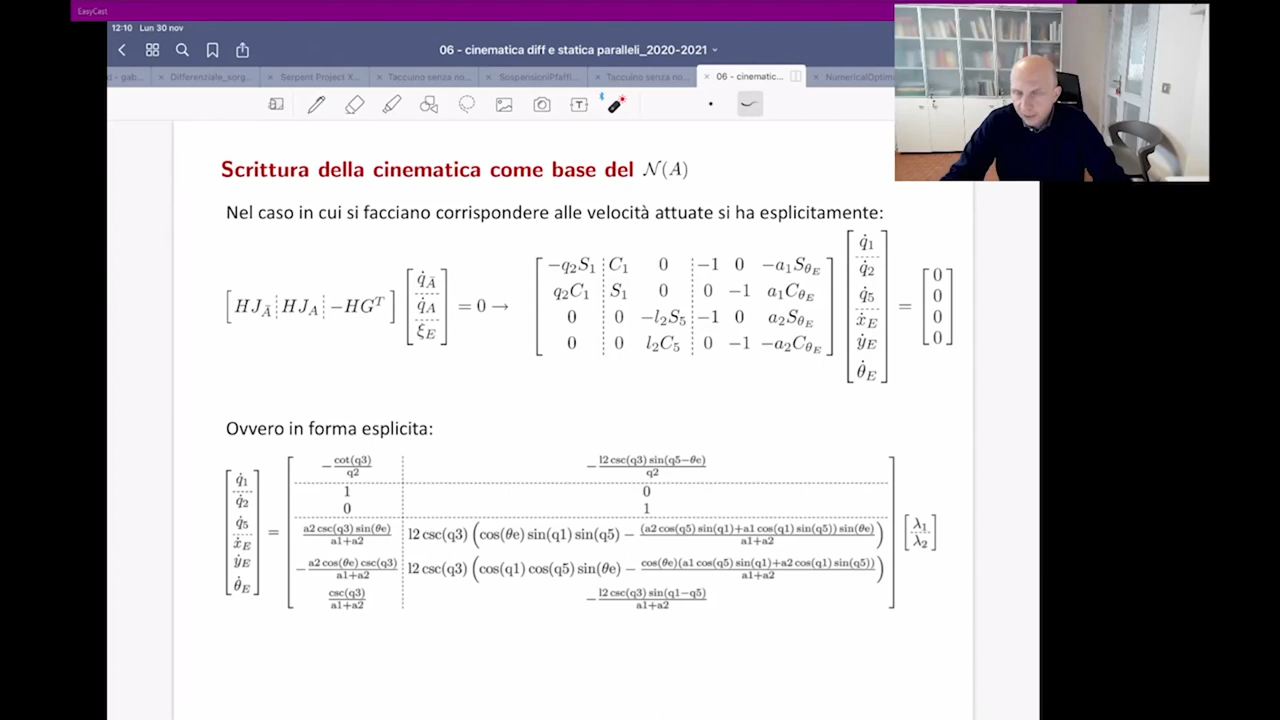 EasyCast
12:10 Lun 30 nov
06 - cinematica diff e statica paralleli_2020-2021
- gab... × Differenziale_sorg... × Serpent Project X... × Taccuino senza no... × SospensioniPfaffi... × Taccuino senza no... × 06 - cinematic... × NumericalOptima
Scrittura della cinematica come base del 𝒩(A)
Nel caso in cui si facciano corrispondere alle velocità attuate si ha esplicitamente:
[HJ_Ā ¦ HJ_A ¦ −HG^T] [q̇_Ā ; q̇_A ; ξ_E] = 0 → [−q₂S₁ C₁ 0 −1 0 −a₁S_θE ; q₂C₁ S₁ 0 0 −1 a₁C_θE ; 0 0 −l₂S₅ −1 0 a₂S_θE ; 0 0 l₂C₅ 0 −1 −a₂C_θE] [q̇₁ ; q̇₂ ; q̇₅ ; ẋ_E ; ẏ_E ; θ̇_E] = [0 ; 0 ; 0 ; 0]
Ovvero in forma esplicita:
[q̇₁ ; q̇₂ ; q̇₅ ; ẋ_E ; ẏ_E ; θ̇_E] = [−cot(q3)/q2 −l2 csc(q3) sin(q5−θe)/q2 ; 1 0 ; 0 1 ; a2 csc(q3) sin(θe)/a1+a2 l2 csc(q3) (cos(θe) sin(q1) sin(q5) − (a2 cos(q5) sin(q1)+a1 cos(q1) sin(q5)) sin(θe)/a1+a2) ; −a2 cos(θe) csc(q3)/a1+a2 l2 csc(q3) (cos(q1) cos(q5) sin(θe) − cos(θe)(a1 cos(q5) sin(q1)+a2 cos(q1) sin(q5))/a1+a2) ; csc(q3)/a1+a2 −l2 csc(q3) sin(q1−q5)/a1+a2] [λ₁ ; λ₂]